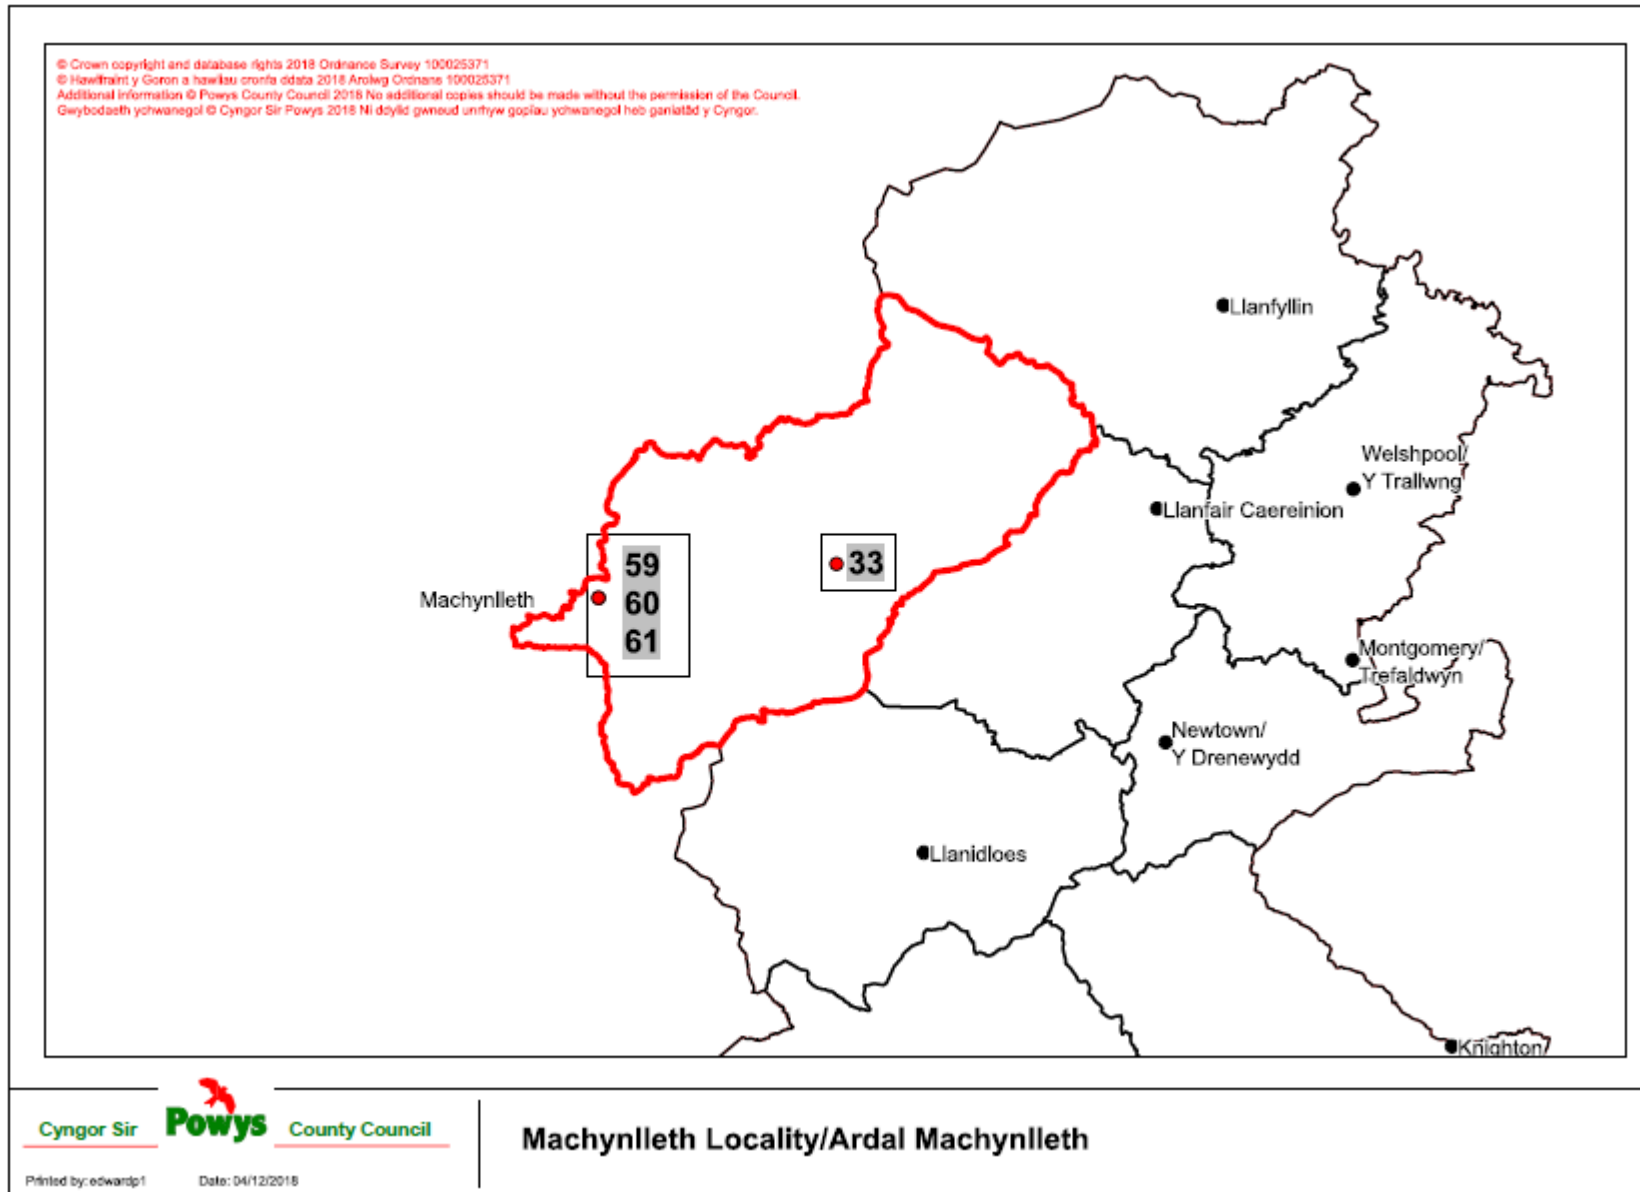 © Crown copyright and database rights 2018 Ordnance Survey 100025371
© Hawlfraint y Goron a hawliau cronfa ddata 2018 Arolwg Ordnans 100025371
Additional Information © Powys County Council 2018 No additional copies should be made without the permission of the Council.
Gwybodaeth ychwanegol © Cyngor Sir Powys 2018 Ni ddylid gwneud unrhyw gopïau ychwanegol heb ganiatâd y Cyngor.
Llanfyllin
Welshpool/
Y Trallwng
Llanfair Caereinion
59
33
Machynlleth
60
61
Montgomery/
Trefaldwyn
Newtown/
Y Drenewydd
Llanidloes
Knighton/
Cyngor Sir Powys County Council
Machynlleth Locality/Ardal Machynlleth
Printed by: edwardp1 Date: 04/12/2018